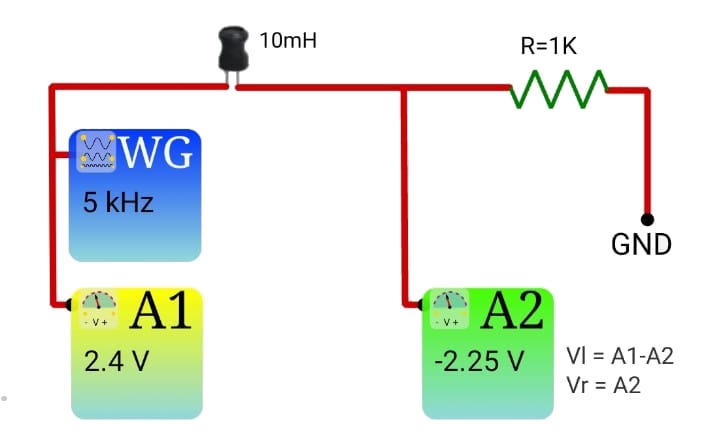 10mH
R=1K
WG
5 kHz
GND
A1
- V +
2.4 V
A2
- V +
-2.25 V
Vl = A1-A2
Vr = A2